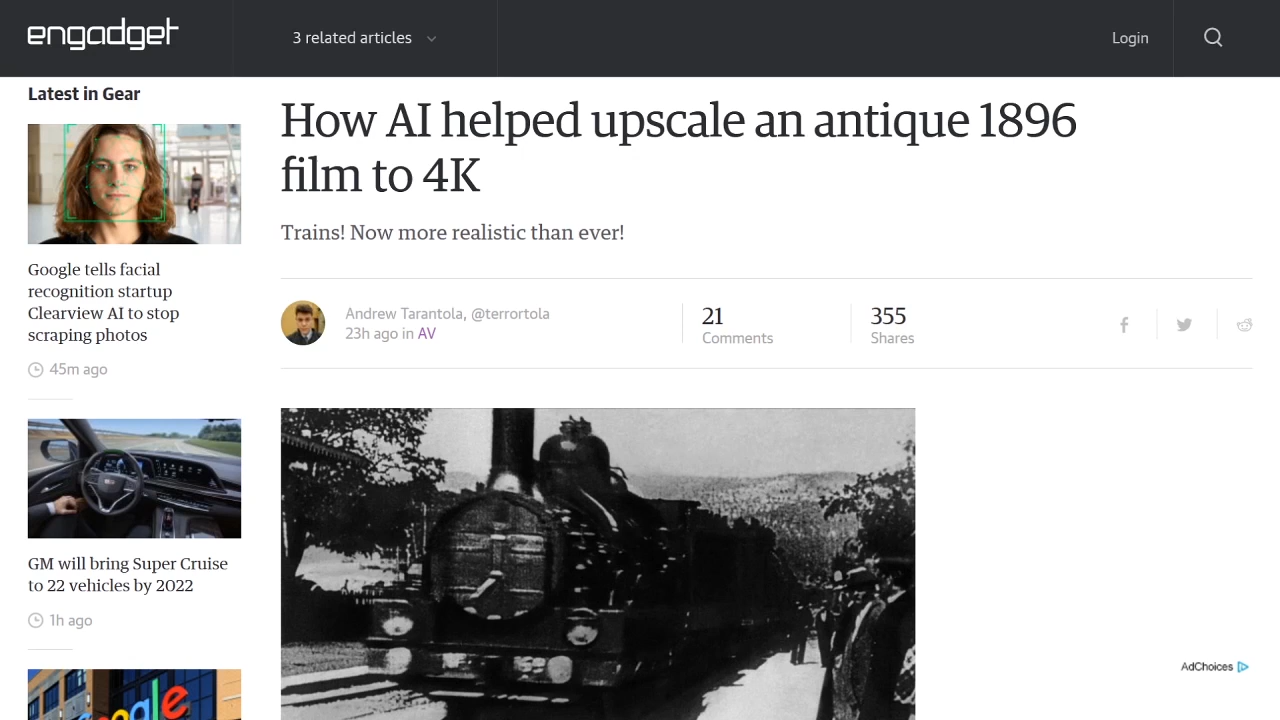 engadget
3 related articles
Login
Latest in Gear
Google tells facial
recognition startup
Clearview AI to stop
scraping photos
45m ago
GM will bring Super Cruise
to 22 vehicles by 2022
1h ago
How AI helped upscale an antique 1896
film to 4K
Trains! Now more realistic than ever!
Andrew Tarantola, @terrortola
23h ago in AV
21
Comments
355
Shares
AdChoices